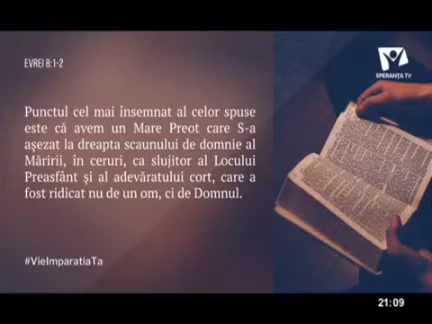 EVREI 8:1-2
SPERANȚA TV
Punctul cel mai însemnat al celor spuse
este că avem un Mare Preot care S-a
așezat la dreapta scaunului de domnie al
Măririi, în ceruri, ca slujitor al Locului
Preasfânt și al adevăratului cort, care a
fost ridicat nu de un om, ci de Domnul.
#VieImparatiaTa
21:09